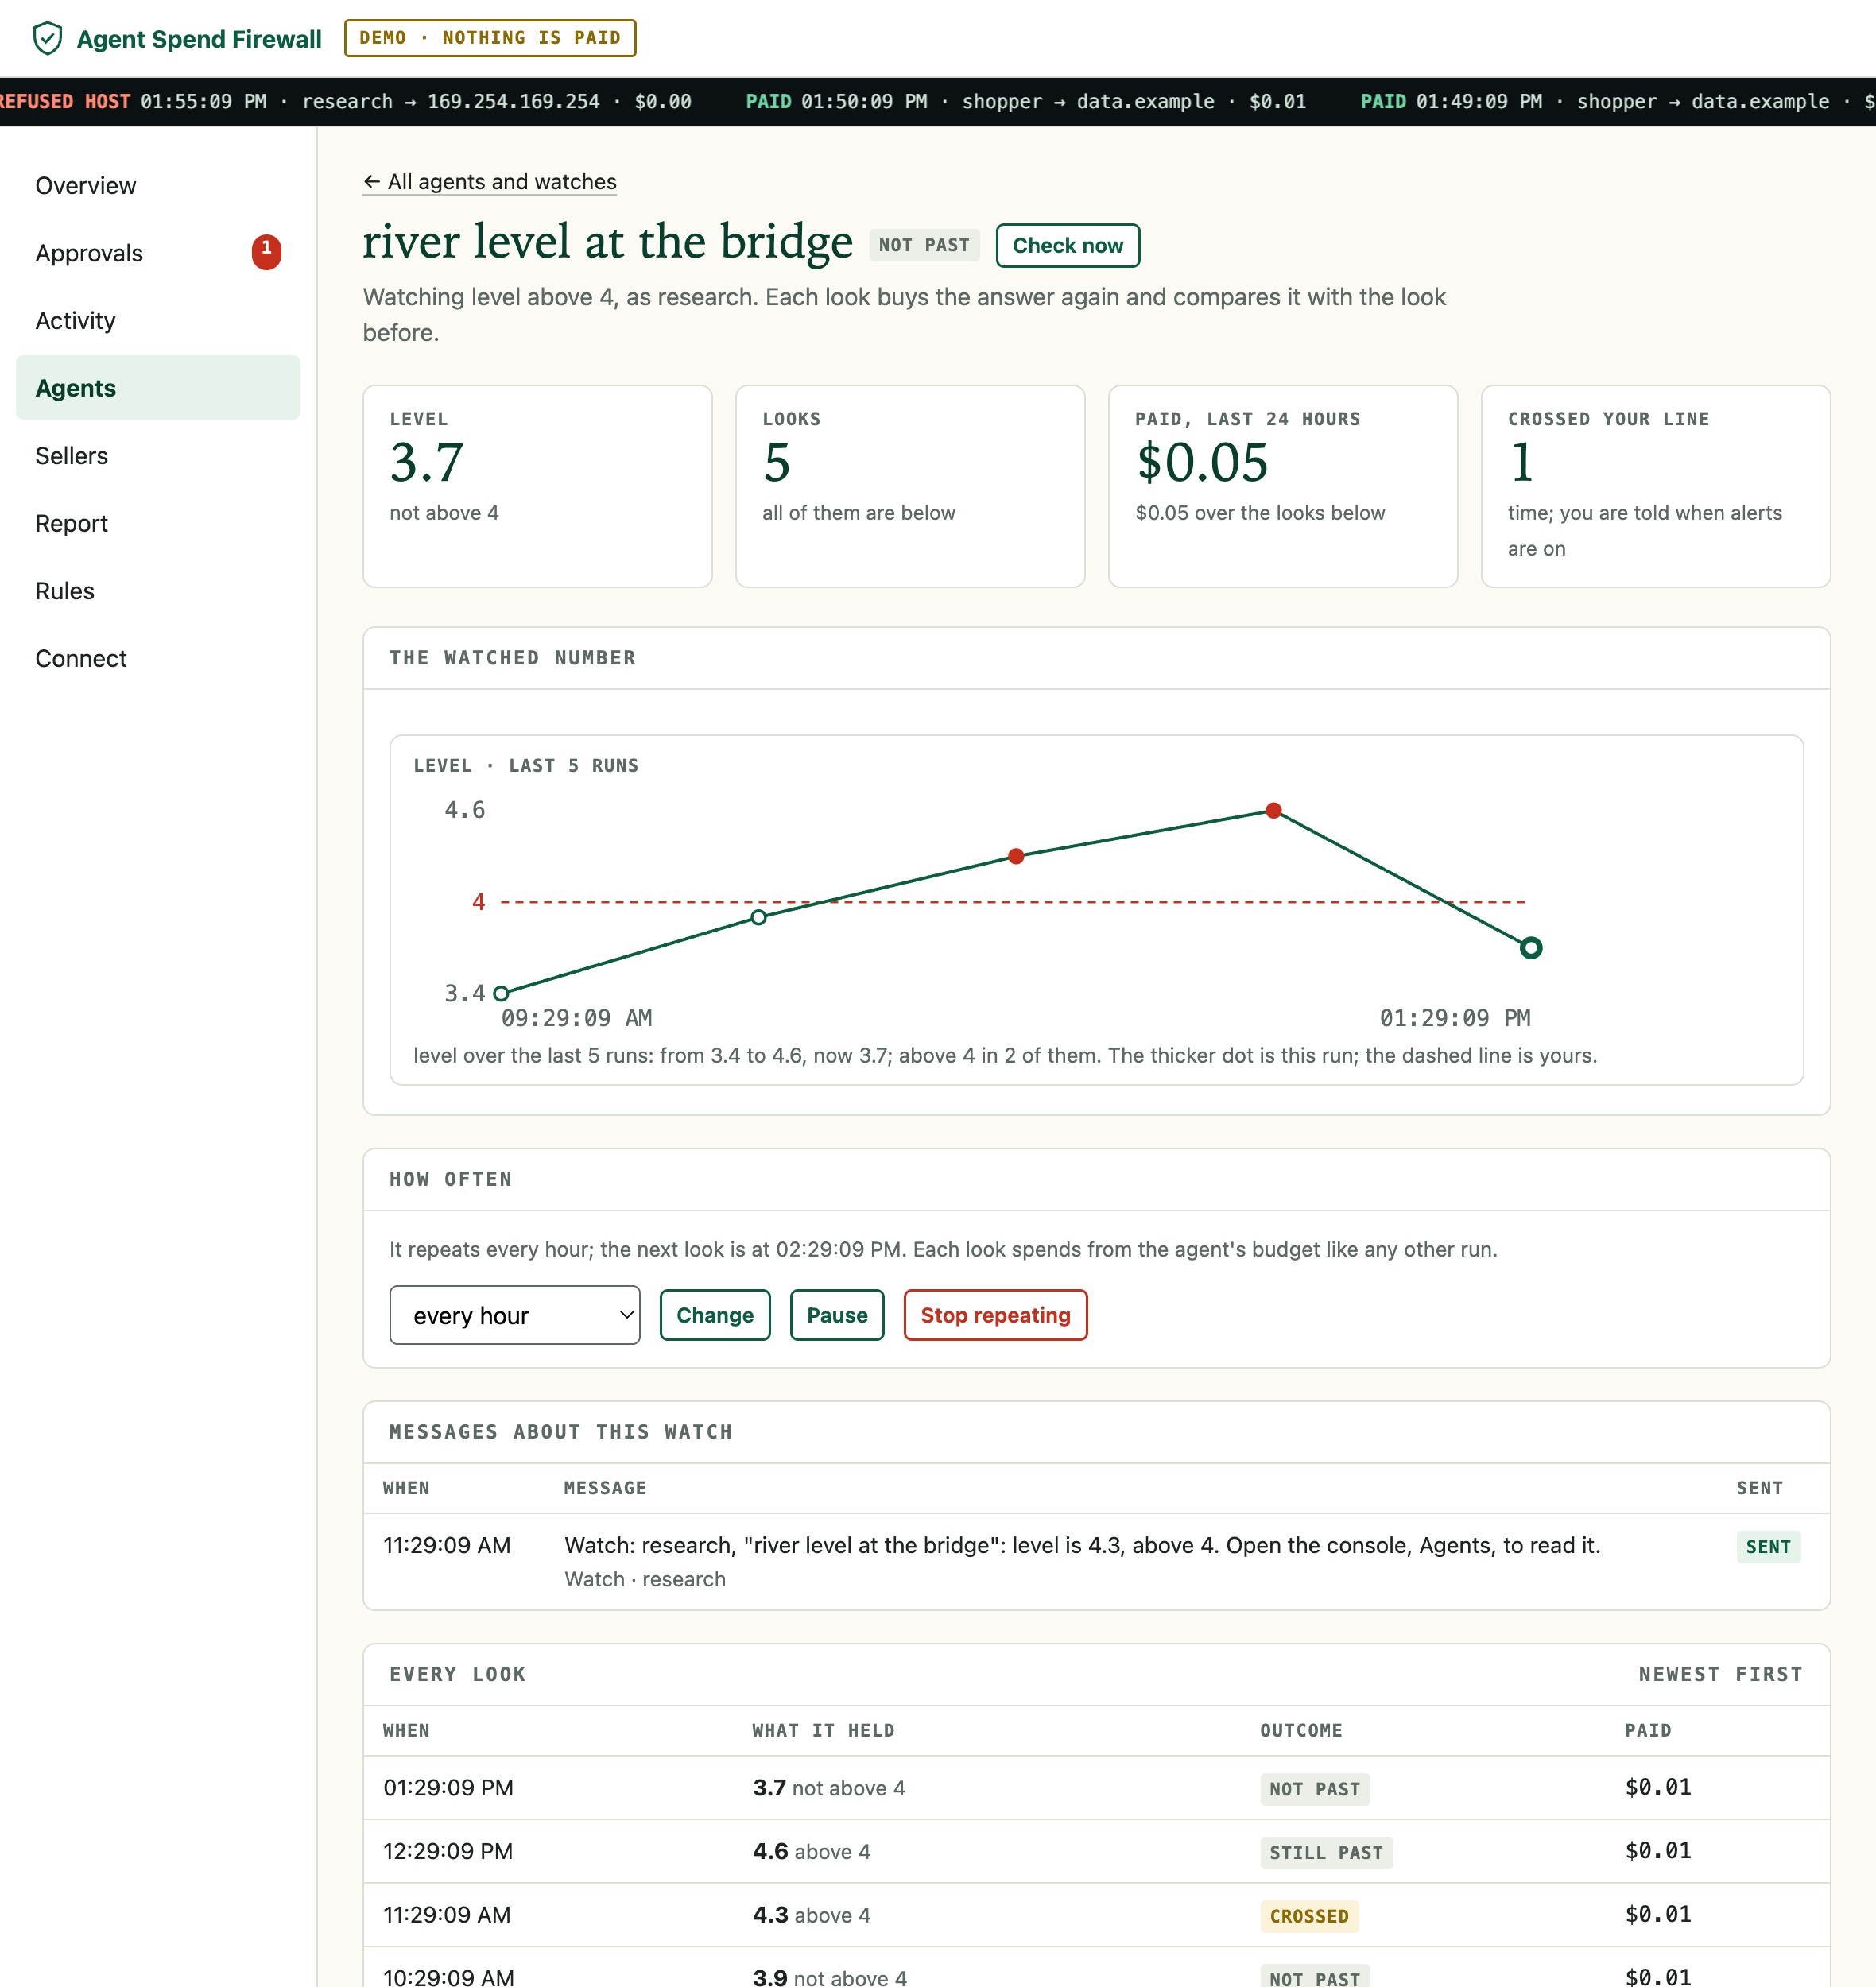 Agent Spend Firewall
DEMO · NOTHING IS PAID
REFUSED HOST 01:55:09 PM · research → 169.254.169.254 · $0.00 PAID 01:50:09 PM · shopper → data.example · $0.01 PAID 01:49:09 PM · shopper → data.example · $
Overview
Approvals 1
Activity
Agents
Sellers
Report
Rules
Connect
← All agents and watches
river level at the bridge NOT PAST Check now
Watching level above 4, as research. Each look buys the answer again and compares it with the look
before.
LEVEL
3.7
not above 4
LOOKS
5
all of them are below
PAID, LAST 24 HOURS
$0.05
$0.05 over the looks below
CROSSED YOUR LINE
1
time; you are told when alerts
are on
THE WATCHED NUMBER
LEVEL · LAST 5 RUNS
4.6
4
3.4
09:29:09 AM 01:29:09 PM
level over the last 5 runs: from 3.4 to 4.6, now 3.7; above 4 in 2 of them. The thicker dot is this run; the dashed line is yours.
HOW OFTEN
It repeats every hour; the next look is at 02:29:09 PM. Each look spends from the agent's budget like any other run.
every hour Change Pause Stop repeating
MESSAGES ABOUT THIS WATCH
WHEN MESSAGE SENT
11:29:09 AM Watch: research, "river level at the bridge": level is 4.3, above 4. Open the console, Agents, to read it. SENT
Watch · research
EVERY LOOK NEWEST FIRST
WHEN WHAT IT HELD OUTCOME PAID
01:29:09 PM 3.7 not above 4 NOT PAST $0.01
12:29:09 PM 4.6 above 4 STILL PAST $0.01
11:29:09 AM 4.3 above 4 CROSSED $0.01
10:29:09 AM 3.9 not above 4 NOT PAST $0.01